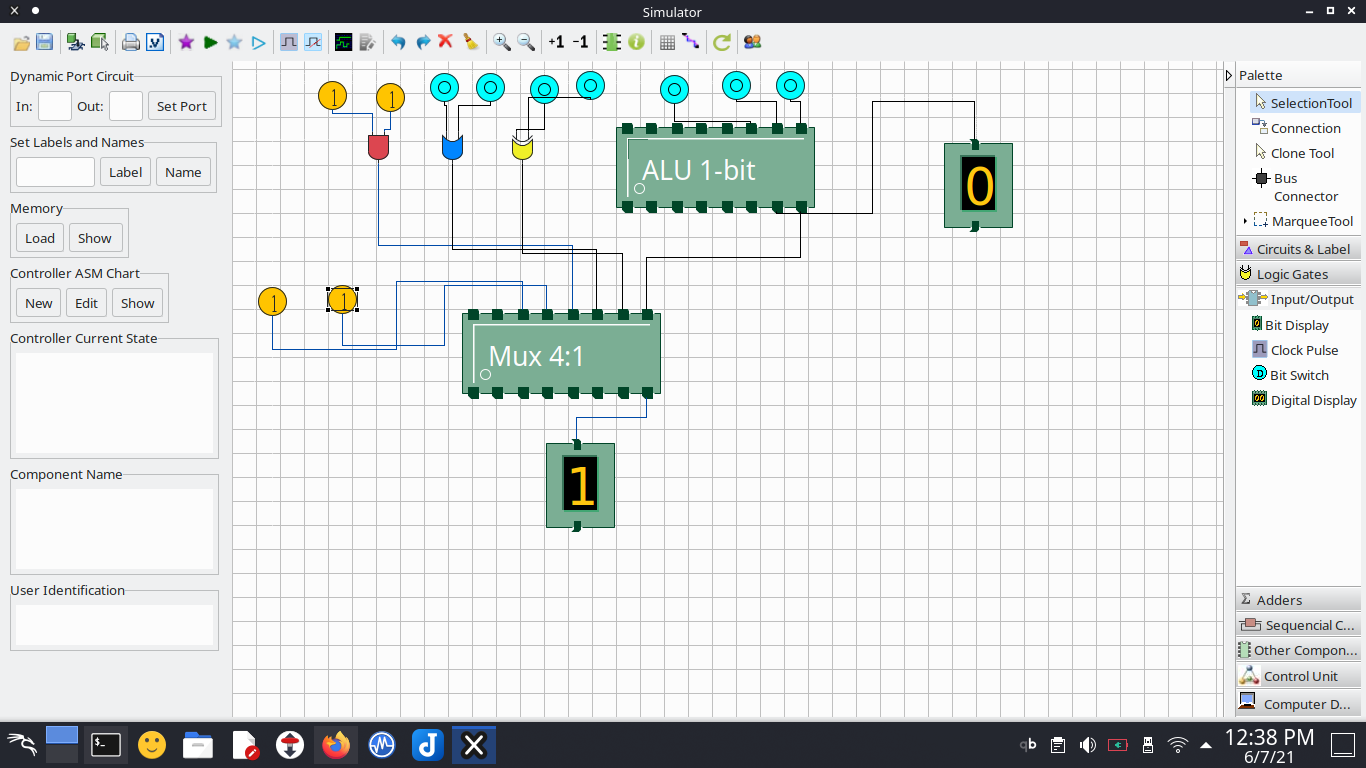 Simulator
+1 -1
Dynamic Port Circuit
In: Out: Set Port
Set Labels and Names
Label Name
Memory
Load Show
Controller ASM Chart
New Edit Show
Controller Current State
Component Name
User Identification
1 1
ALU 1-bit
0
1 1
Mux 4:1
1
Palette
SelectionTool
Connection
Clone Tool
Bus
Connector
MarqueeTool
Circuits & Label
Logic Gates
Input/Output
Bit Display
Clock Pulse
D Bit Switch
00 Digital Display
Σ Adders
Sequential C...
Other Compon...
Control Unit
Computer D...
qb
12:38 PM
6/7/21